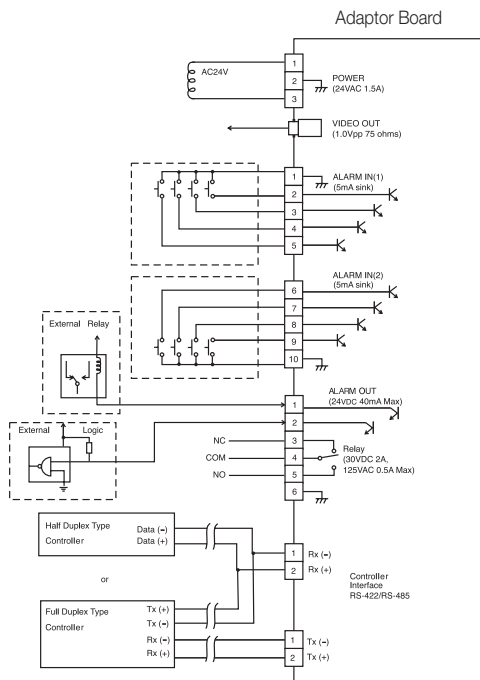 Adaptor Board
AC24V
1
2
3
POWER
(24VAC 1.5A)
VIDEO OUT
(1.0Vpp 75 ohms)
1
2
3
4
5
ALARM IN(1)
(5mA sink)
6
7
8
9
10
ALARM IN(2)
(5mA sink)
External Relay
External Logic
1
2
3
4
5
6
NC
COM
NO
ALARM OUT
(24VDC 40mA Max)
Relay
(30VDC 2A,
125VAC 0.5A Max)
Half Duplex Type
Controller
Data (-)
Data (+)
or
Full Duplex Type
Controller
Tx (+)
Tx (-)
Rx (-)
Rx (+)
1 Rx (-)
2 Rx (+)
Controller
Interface
RS-422/RS-485
1 Tx (-)
2 Tx (+)